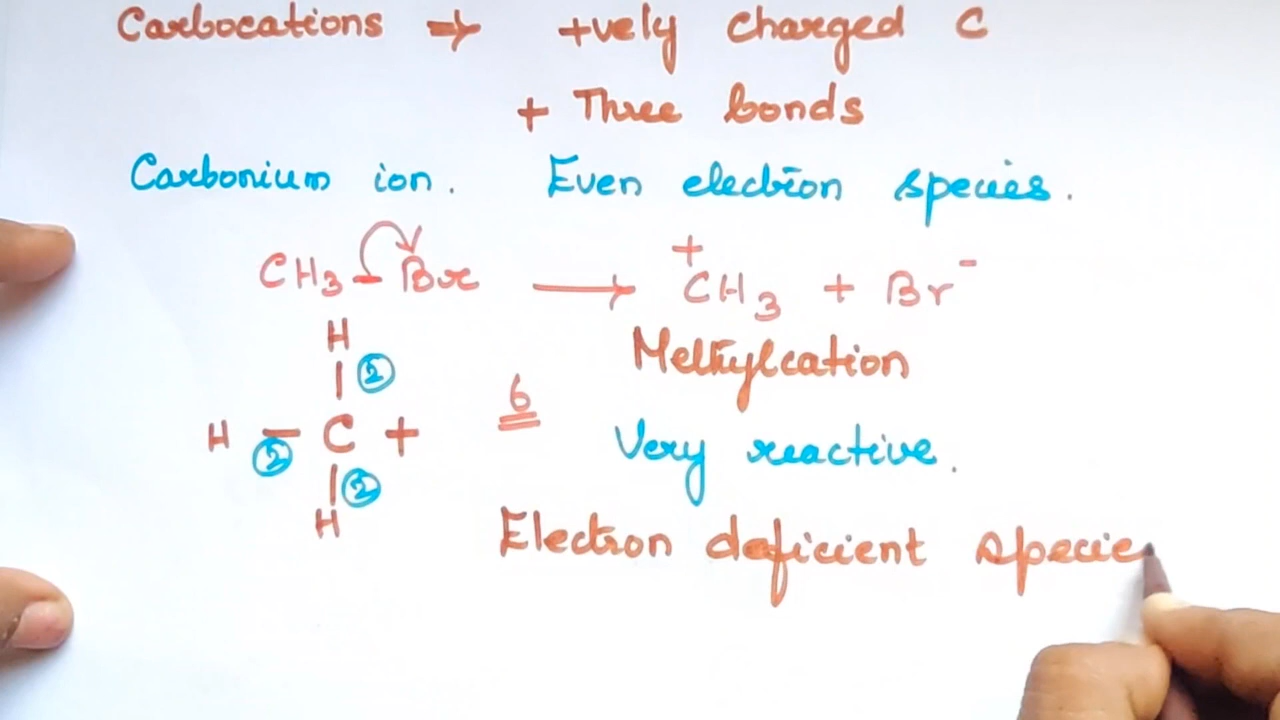 Carbocations → +vely charged C
+ Three bonds
Carbonium ion. Even electron species.
CH3 - Br ⟶ +CH3 + Br-
H
| 2
Methylcation
H - C +
2
6
Very reactive.
| 2
H
Electron deficient specie